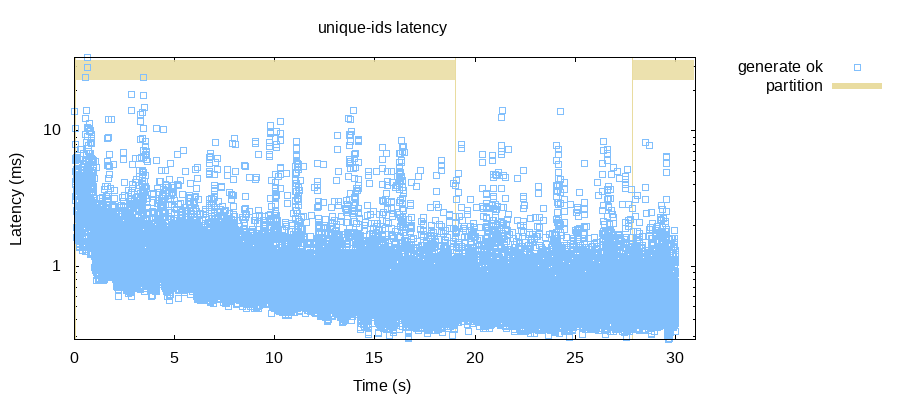 unique-ids latency
generate ok
partition
Latency (ms)
10
1
0 5 10 15 20 25 30
Time (s)